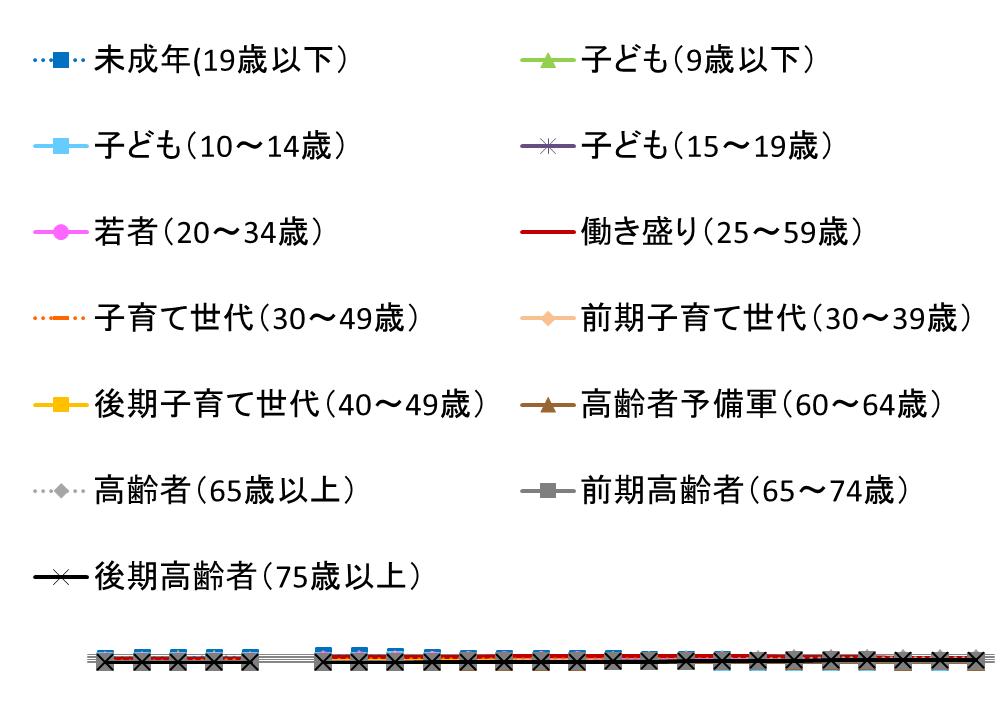 未成年(19歳以下）
子ども（9歳以下）
子ども（10～14歳）
子ども（15～19歳）
若者（20～34歳）
働き盛り（25～59歳）
子育て世代（30～49歳）
前期子育て世代（30～39歳）
後期子育て世代（40～49歳）
高齢者予備軍（60～64歳）
高齢者（65歳以上）
前期高齢者（65～74歳）
後期高齢者（75歳以上）